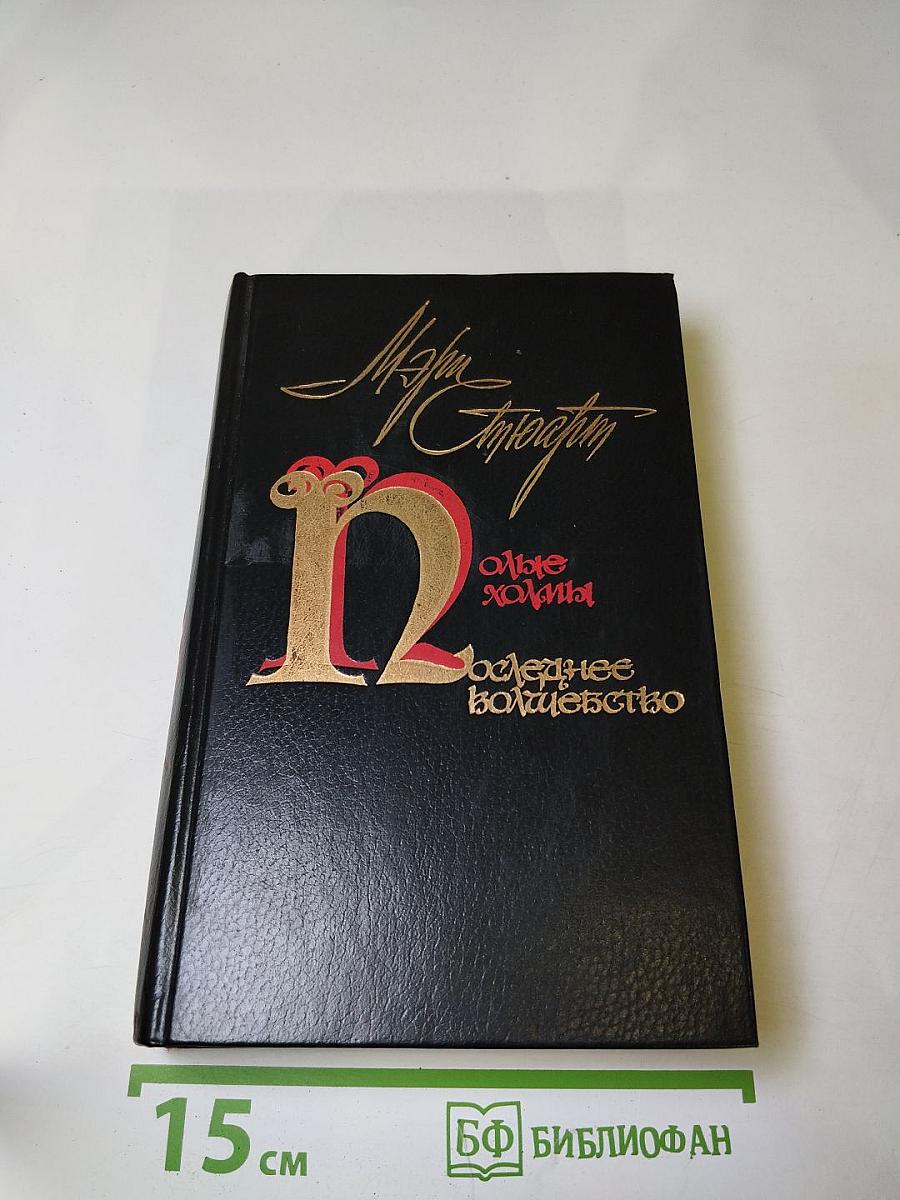 Мэри
Стюарт
Полые
холмы
Последнее
волшебство
15 см
БФ БИБЛИОФАН